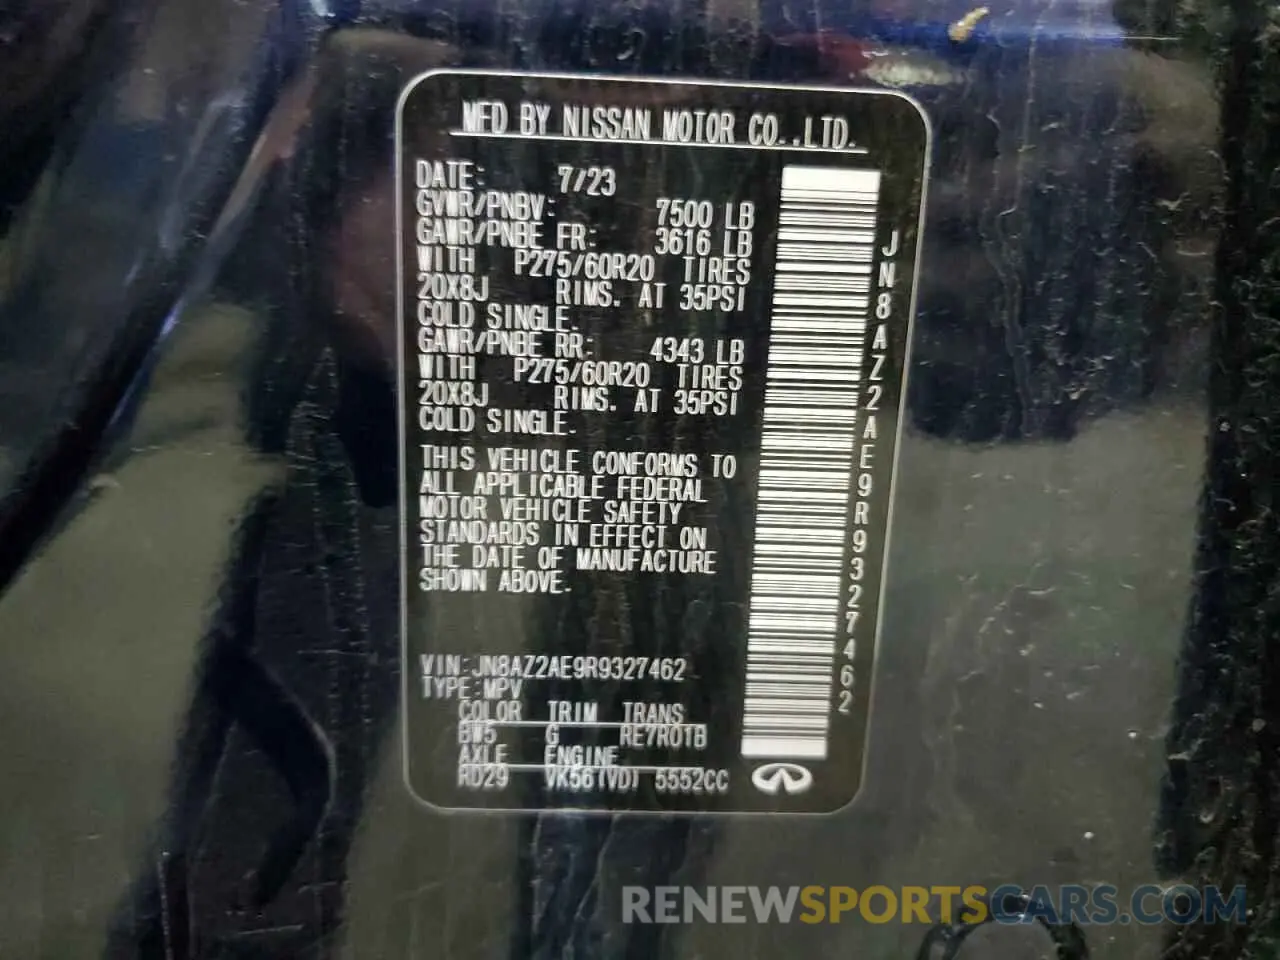 MFD BY NISSAN MOTOR CO.,LTD.
DATE: 7/23
GVWR/PNBV: 7500 LB
GAWR/PNBE FR: 3616 LB
WITH P275/60R20 TIRES
20X8J RIMS. AT 35PSI
COLD SINGLE.
GAWR/PNBE RR: 4343 LB
WITH P275/60R20 TIRES
20X8J RIMS. AT 35PSI
COLD SINGLE.
THIS VEHICLE CONFORMS TO
ALL APPLICABLE FEDERAL
MOTOR VEHICLE SAFETY
STANDARDS IN EFFECT ON
THE DATE OF MANUFACTURE
SHOWN ABOVE.
VIN:JN8AZ2AE9R9327462
TYPE:MPV
COLOR TRIM TRANS
BW5 G RE7R01B
AXLE ENGINE
RD29 VK56(VD) 5552CC
JN8AZ2AE9R9327462
RENEWSPORTSCARS.COM